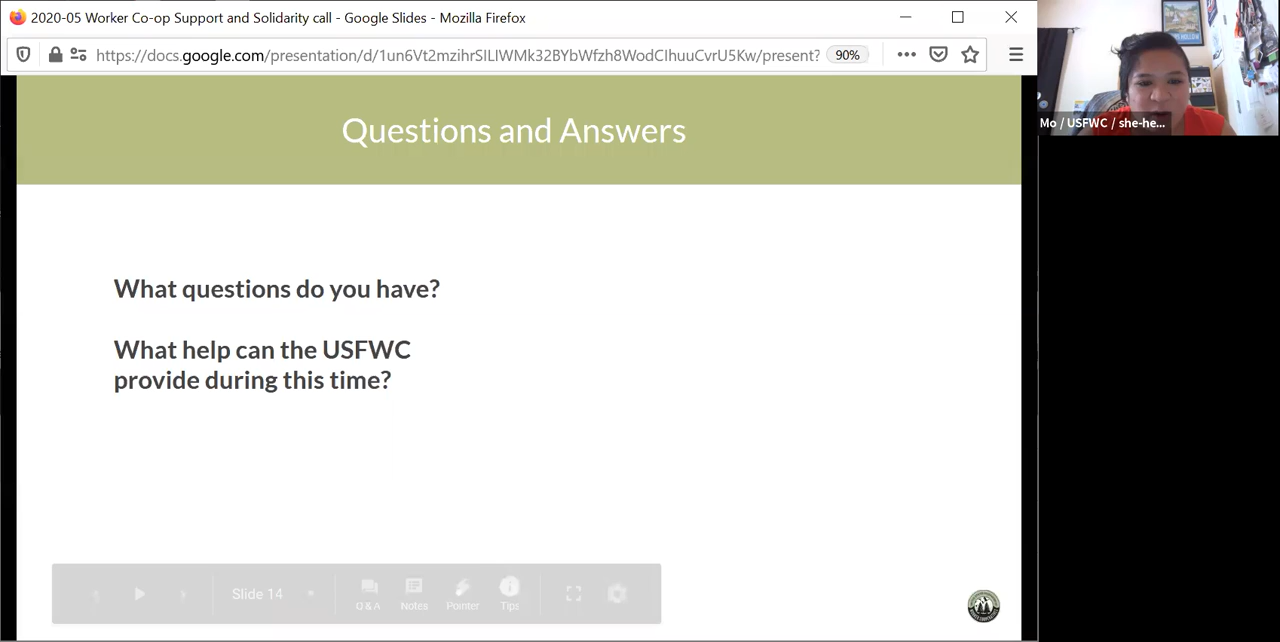 2020-05 Worker Co-op Support and Solidarity call - Google Slides - Mozilla Firefox
https://docs.google.com/presentation/d/1un6Vt2mzihrSILIWMk32BYbWfzh8WodCIhuuCvrU5Kw/present?
90%
Mo / USFWC / she-he...
Questions and Answers
What questions do you have?
What help can the USFWC
provide during this time?
Slide 14
Q & A
Notes
Pointer
Tips